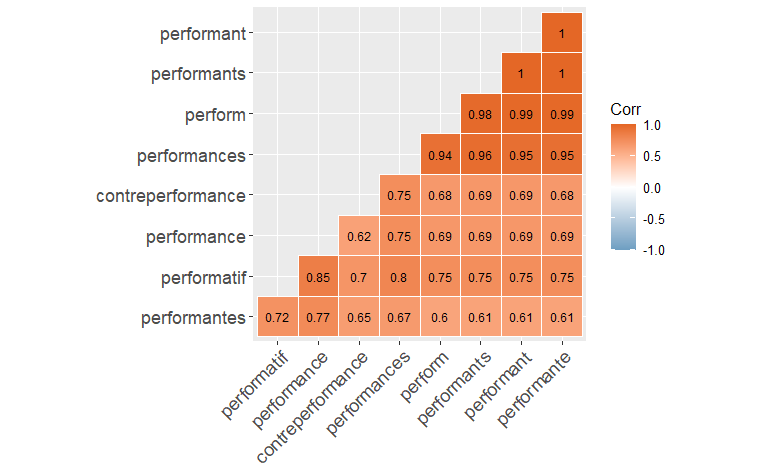 performant 1
performants 1 1
perform 0.98 0.99 0.99
performances 0.94 0.96 0.95 0.95
contreperformance 0.75 0.68 0.69 0.69 0.68
performance 0.62 0.75 0.69 0.69 0.69 0.69
performatif 0.85 0.7 0.8 0.75 0.75 0.75 0.75
performantes 0.72 0.77 0.65 0.67 0.6 0.61 0.61 0.61
performatif
performance
contreperformance
performances
perform
performants
performant
performante
Corr
1.0
0.5
0.0
-0.5
-1.0